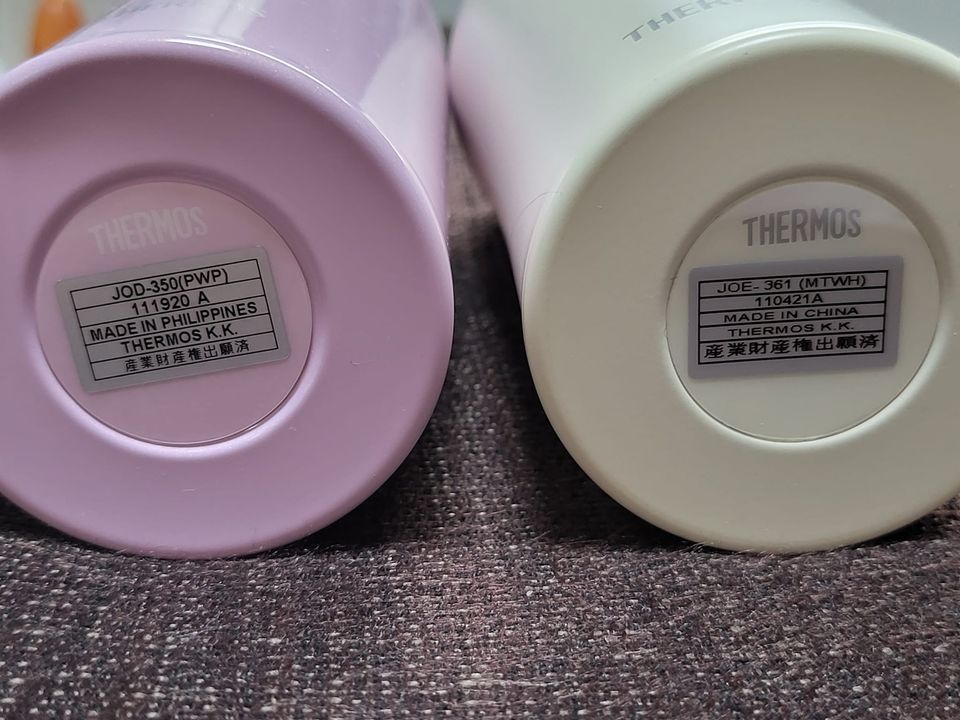 THERMOS
JOD-350(PWP)
111920 A
MADE IN PHILIPPINES
THERMOS K.K.
産業財産権出願済
THERMOS
JOE- 361 (MTWH)
110421A
MADE IN CHINA
THERMOS K.K.
産業財産権出願済